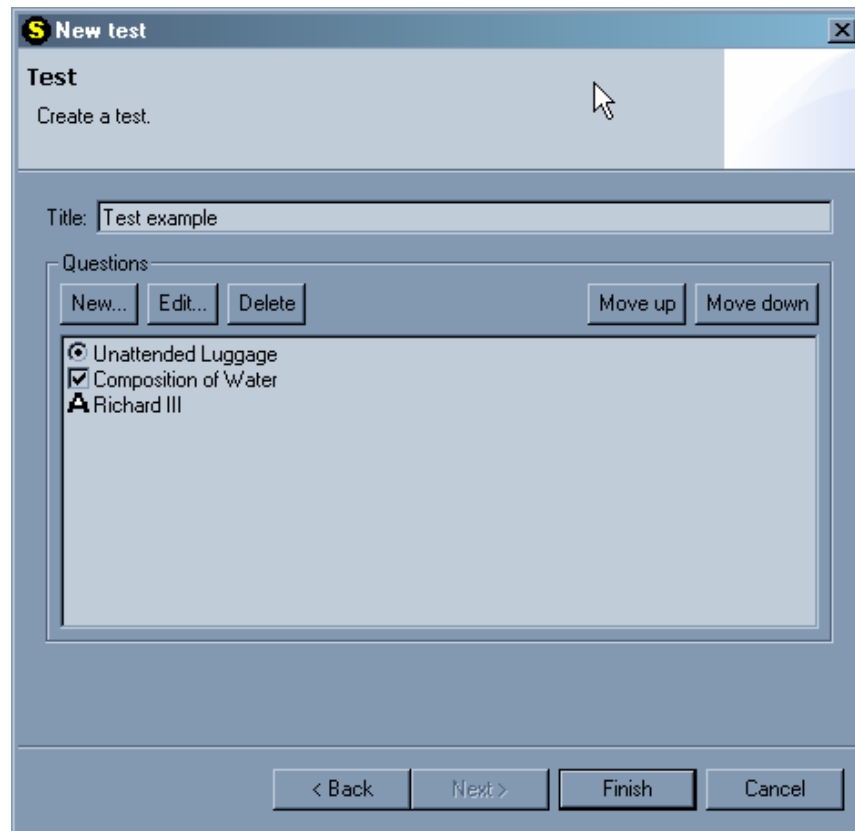 S New test
Test
Create a test.
Title: Test example
Questions
New... Edit... Delete Move up Move down
Unattended Luggage
Composition of Water
A Richard III
< Back Next > Finish Cancel